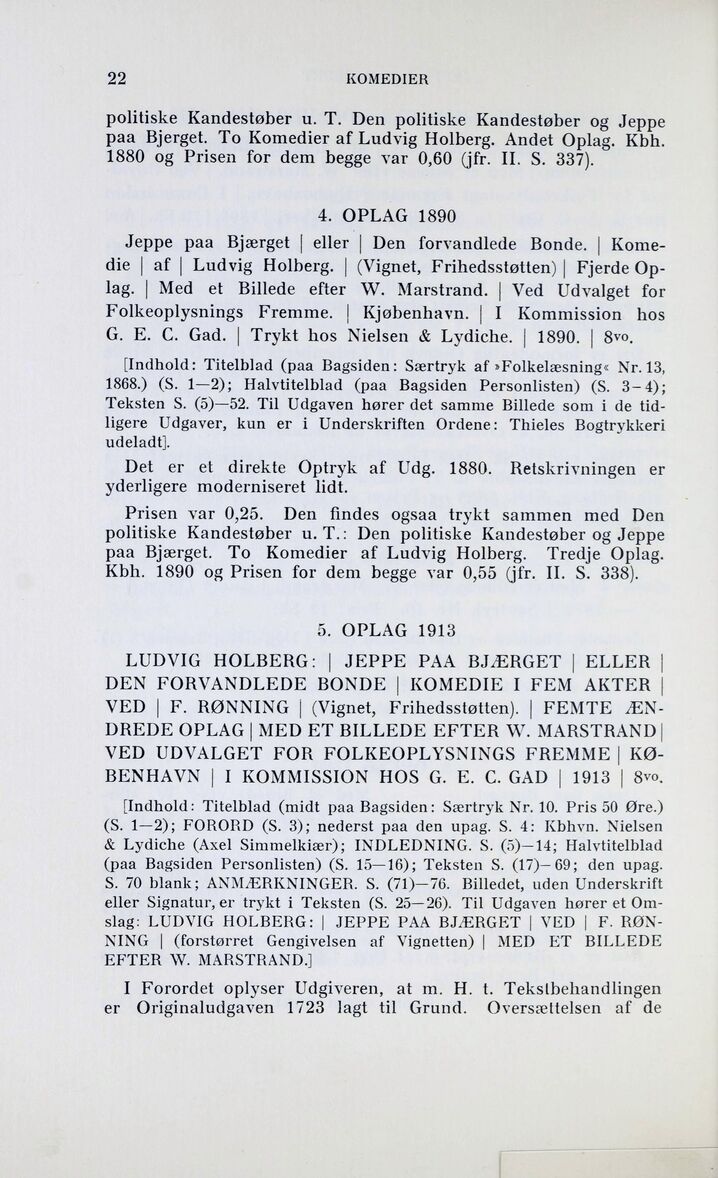 22 KOMEDIER
politiske Kandestøber u. T. Den politiske Kandestøber og Jeppe
paa Bjerget. To Komedier af Ludvig Holberg. Andet Oplag. Kbh.
1880 og Prisen for dem begge var 0,60 (jfr. II. S. 337).
4. OPLAG 1890
Jeppe paa Bjærget | eller | Den forvandlede Bonde. | Kome-
die | af | Ludvig Holberg. | (Vignet, Frihedsstøtten) | Fjerde Op-
lag. | Med et Billede efter W. Marstrand. | Ved Udvalget for
Folkeoplysnings Fremme. | Kjøbenhavn. | I Kommission hos
G. E. C. Gad. | Trykt hos Nielsen & Lydiche. | 1890. | 8vo.
[Indhold: Titelblad (paa Bagsiden: Særtryk af »Folkelæsning« Nr. 13,
1868.) (S. 1—2); Halvtitelblad (paa Bagsiden Personlisten) (S. 3-4);
Teksten S. (5)—52. Til Udgaven hører det samme Billede som i de tid-
ligere Udgaver, kun er i Underskriften Ordene: Thieles Bogtrykkeri
udeladt].
Det er et direkte Optryk af Udg. 1880. Retskrivningen er
yderligere moderniseret lidt.
Prisen var 0,25. Den findes ogsaa trykt sammen med Den
politiske Kandestøber u. T.: Den politiske Kandestøber og Jeppe
paa Bjærget. To Komedier af Ludvig Holberg. Tredje Oplag.
Kbh. 1890 og Prisen for dem begge var 0,55 (jfr. II. S. 338).
5. OPLAG 1913
LUDVIG HOLBERG: | JEPPE PAA BJÆRGET | ELLER |
DEN FORVANDLEDE BONDE | KOMEDIE I FEM AKTER |
VED | F. RØNNING | (Vignet, Frihedsstøtten). | FEMTE ÆN-
DREDE OPLAG | MED ET BILLEDE EFTER W. MARSTRAND |
VED UDVALGET FOR FOLKEOPLYSNINGS FREMME | KØ-
BENHAVN | I KOMMISSION HOS G. E. C. GAD | 1913 | 8vo.
[Indhold: Titelblad (midt paa Bagsiden: Særtryk Nr. 10. Pris 50 Øre.)
(S. 1—2); FORORD (S. 3); nederst paa den upag. S. 4: Kbhvn. Nielsen
& Lydiche (Axel Simmelkiær); INDLEDNING. S. (5)—14; Halvtitelblad
(paa Bagsiden Personlisten) (S. 15—16); Teksten S. (17)—69; den upag.
S. 70 blank; ANMÆRKNINGER. S. (71)—76. Billedet, uden Underskrift
eller Signatur, er trykt i Teksten (S. 25—26). Til Udgaven hører et Om-
slag: LUDVIG HOLBERG: | JEPPE PAA BJÆRGET | VED | F. RØN-
NING | (forstørret Gengivelsen af Vignetten) | MED ET BILLEDE
EFTER W. MARSTRAND.]
I Forordet oplyser Udgiveren, at m. H. t. Tekstbehandlingen
er Originaludgaven 1723 lagt til Grund. Oversættelsen af de